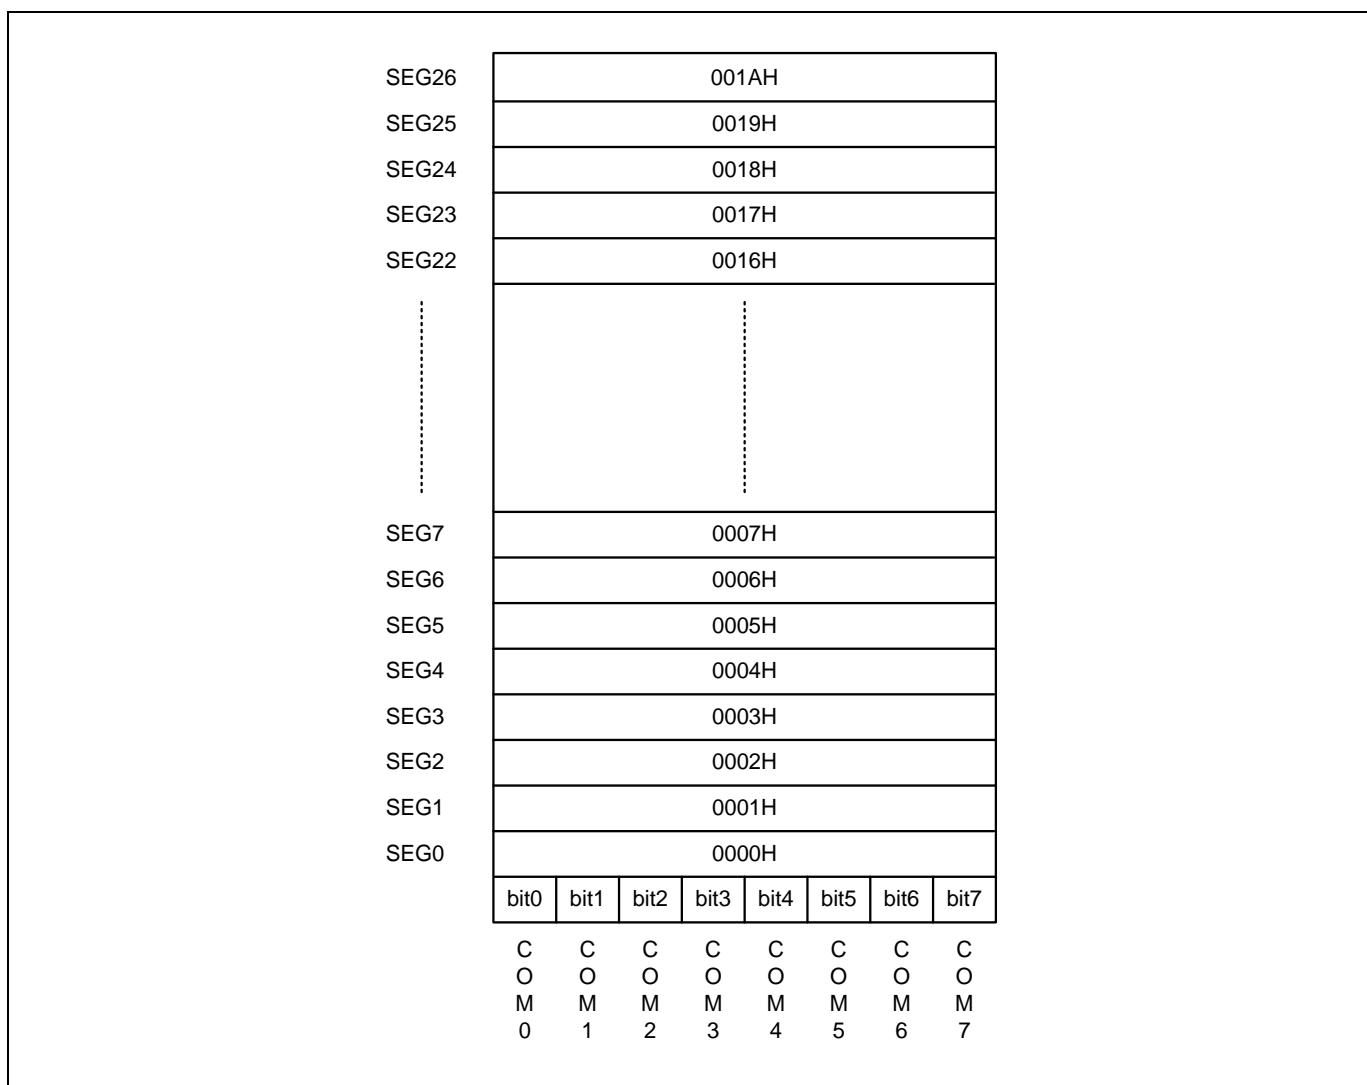 SEG26 001AH
SEG25 0019H
SEG24 0018H
SEG23 0017H
SEG22 0016H
SEG7 0007H
SEG6 0006H
SEG5 0005H
SEG4 0004H
SEG3 0003H
SEG2 0002H
SEG1 0001H
SEG0 0000H
bit0 bit1 bit2 bit3 bit4 bit5 bit6 bit7
C C C C C C C C
O O O O O O O O
M M M M M M M M
0 1 2 3 4 5 6 7